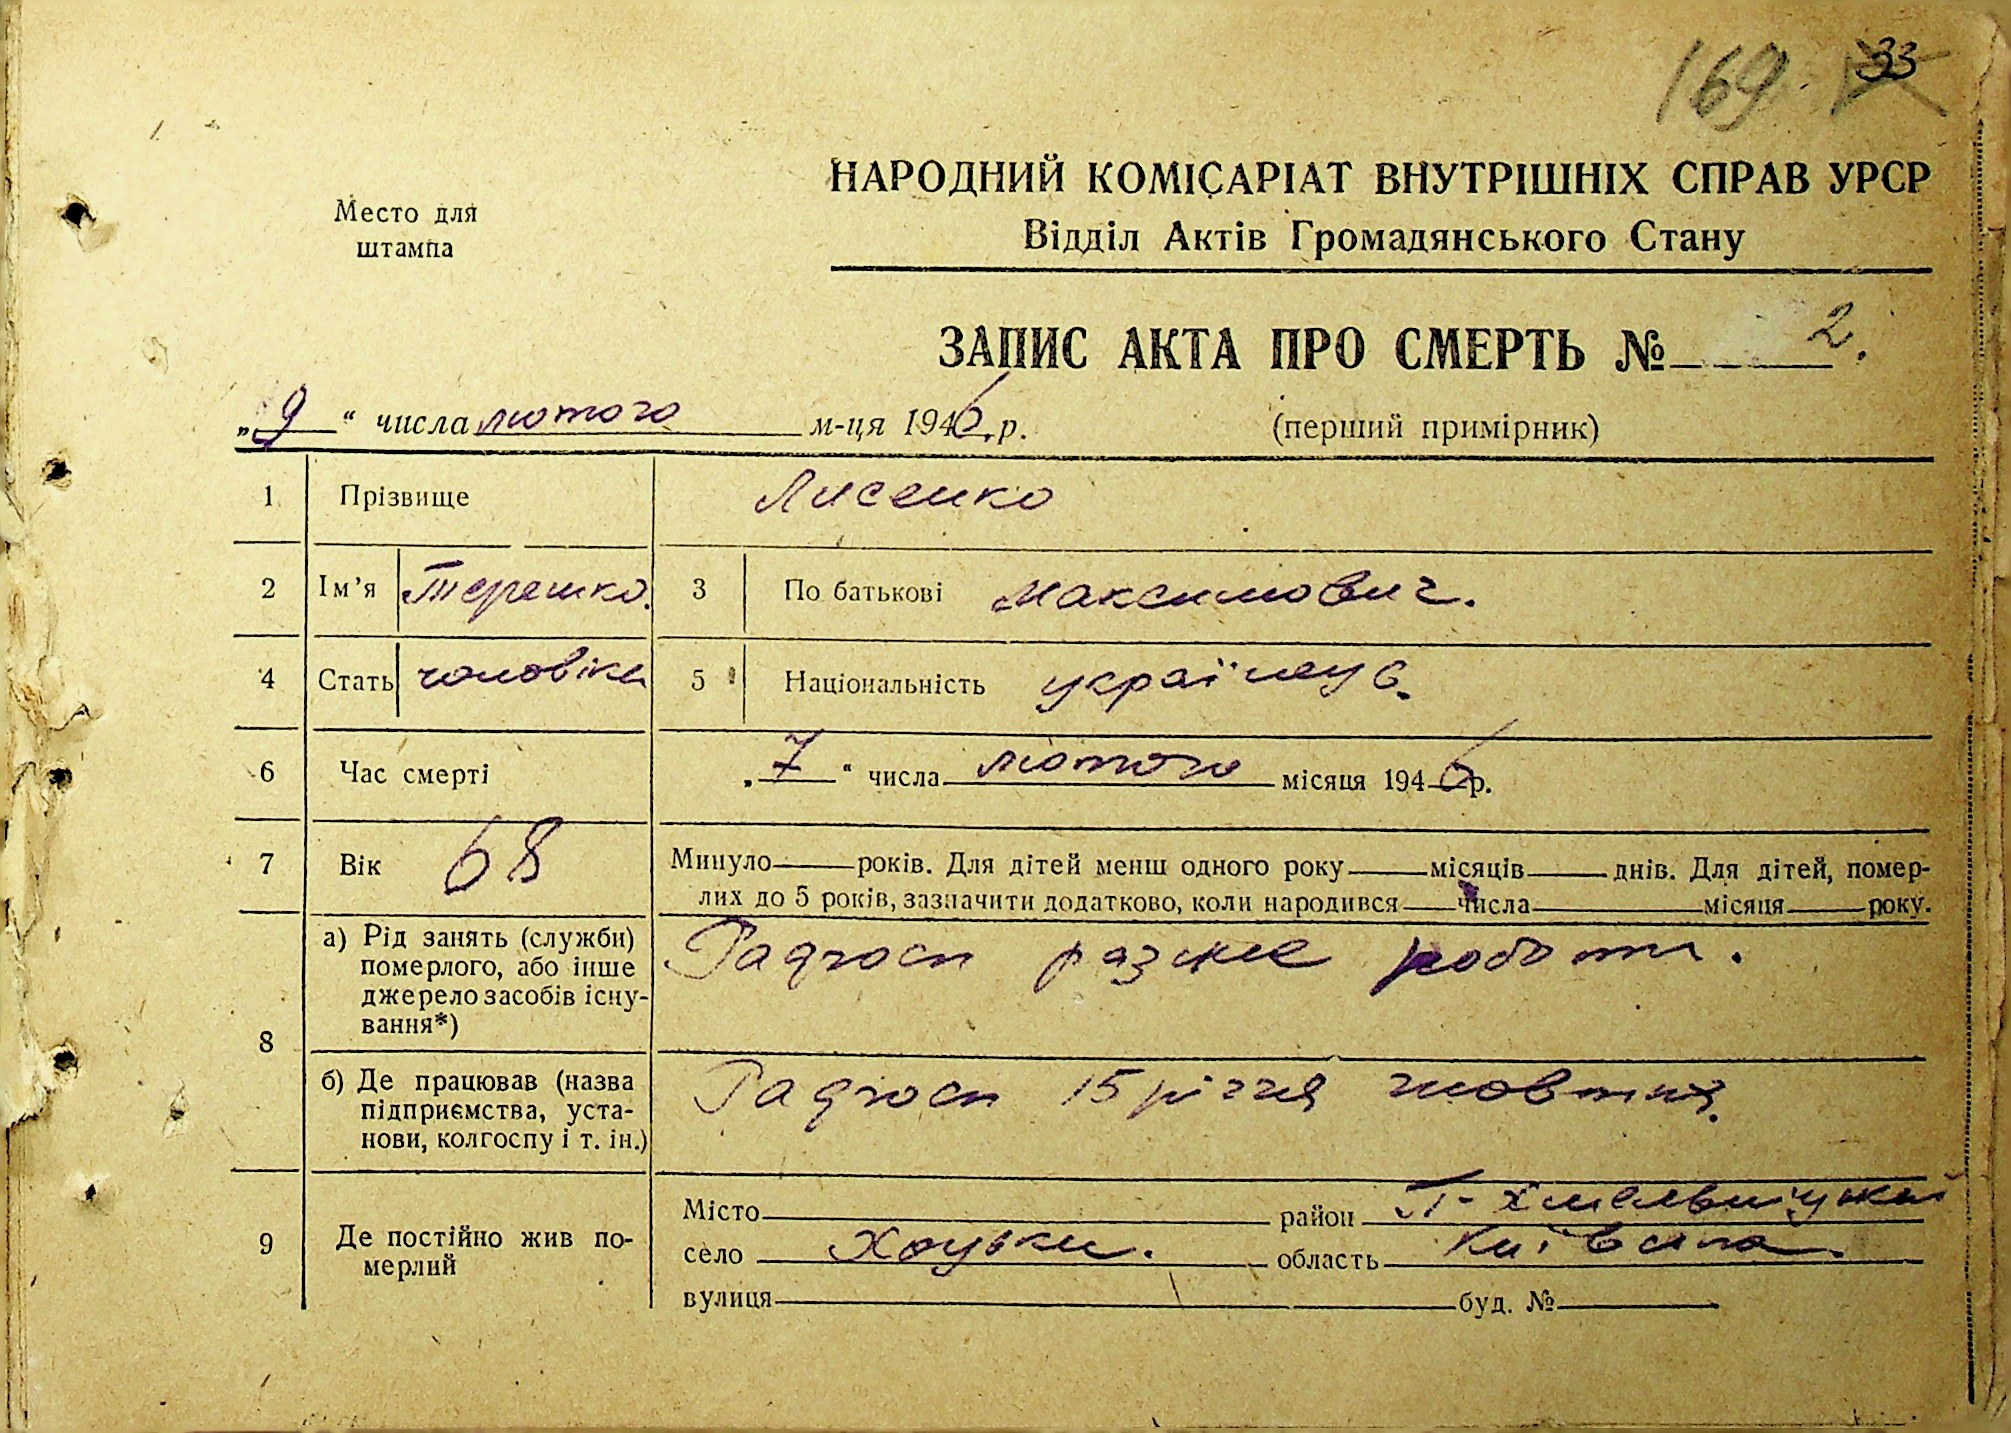 169. 33
НАРОДНИЙ КОМІСАРІАТ ВНУТРІШНІХ СПРАВ УРСР
Место для
штампа
Відділ Актів Громадянського Стану
ЗАПИС АКТА ПРО СМЕРТЬ № 2.
„9“ числа лютого м-ця 1946 р.
(перший примірник)
1 Прізвище Лисенко
2 Ім’я Терешко. 3 По батькові Максимович.
4 Стать чоловіча 5 Національність українець.
6 Час смерті „7“ числа лютого місяця 1946 р.
7 Вік 68 Минуло років. Для дітей менш одного року місяців днів. Для дітей, помер-
лих до 5 років, зазначити додатково, коли народився числа місяця року.
8 а) Рід занять (служби)
померлого, або інше
джерело засобів існу-
вання*)
Радгосп разние роботи.
б) Де працював (назва
підприємства, уста-
нови, колгоспу і т. ін.)
Радгосп 15 річчя жовтня.
9 Де постійно жив по-
мерлий
Місто район П-Хмельницький
село Хоцьки. область Київська.
вулиця буд. №